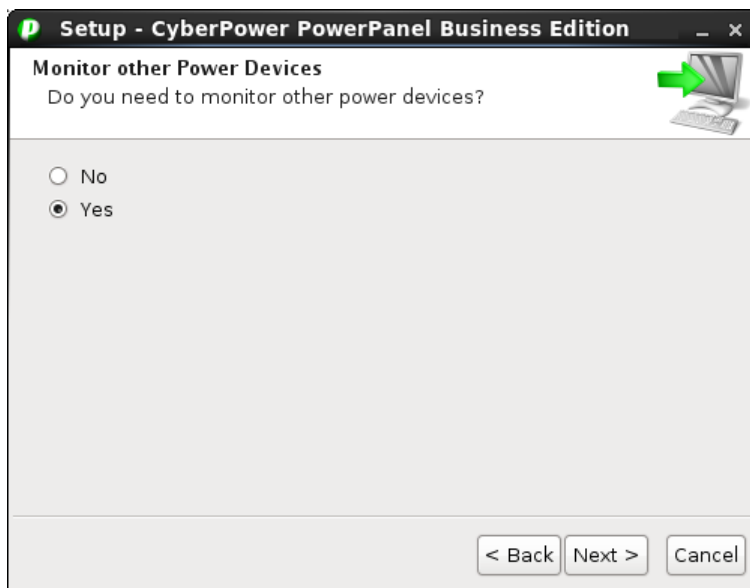 Setup - CyberPower PowerPanel Business Edition
Monitor other Power Devices
Do you need to monitor other power devices?
No
Yes
< Back Next > Cancel